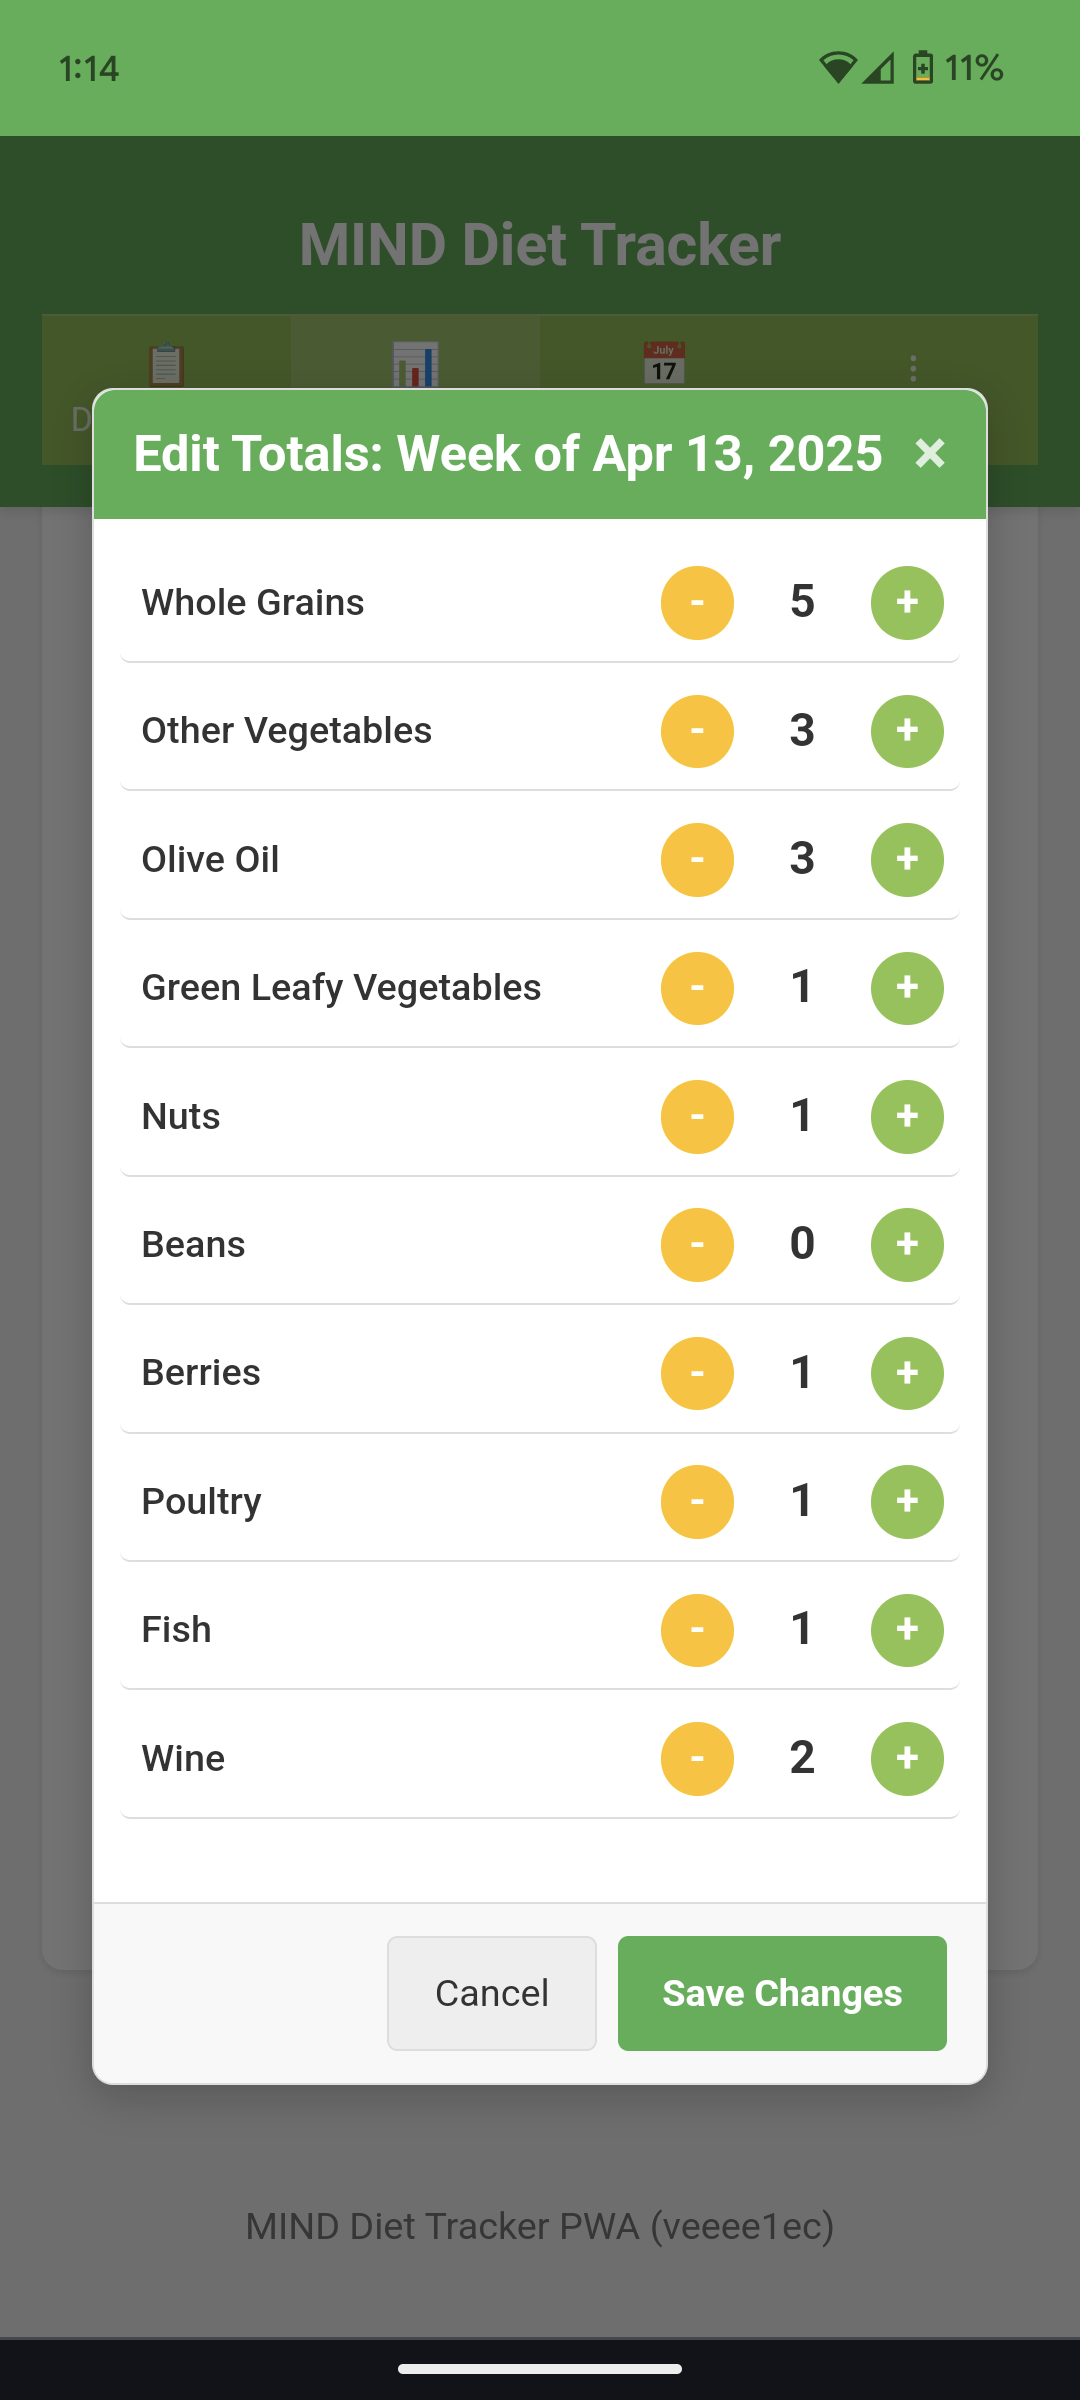 1:14
11%
MIND Diet Tracker
July
17
D
Edit Totals: Week of Apr 13, 2025 ×
Whole Grains - 5 +
Other Vegetables - 3 +
Olive Oil - 3 +
Green Leafy Vegetables - 1 +
Nuts - 1 +
Beans - 0 +
Berries - 1 +
Poultry - 1 +
Fish - 1 +
Wine - 2 +
Cancel
Save Changes
MIND Diet Tracker PWA (veeee1ec)